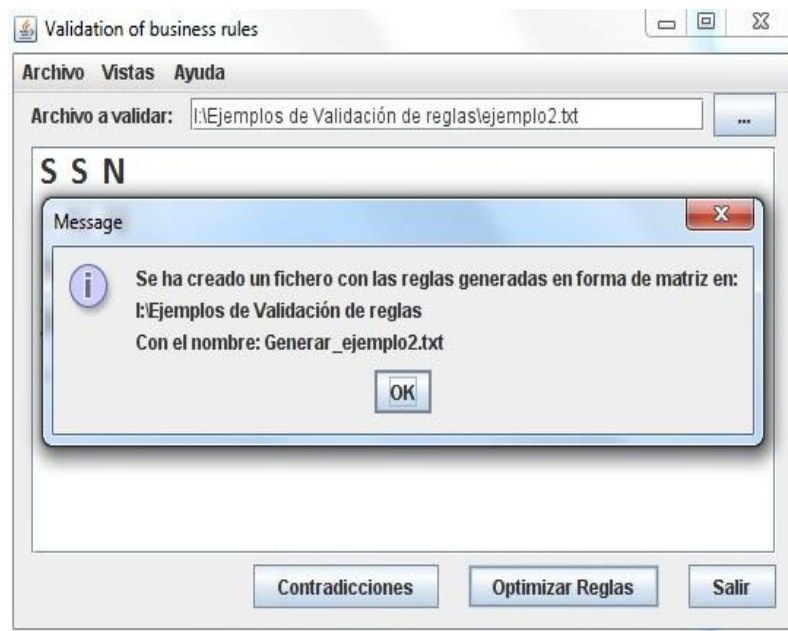 Validation of business rules
Archivo Vistas Ayuda
Archivo a validar: I:\Ejemplos de Validación de reglas\ejemplo2.txt ...
S S N
Message
Se ha creado un fichero con las reglas generadas en forma de matriz en:
I:\Ejemplos de Validación de reglas
Con el nombre: Generar_ejemplo2.txt
OK
Contradicciones Optimizar Reglas Salir